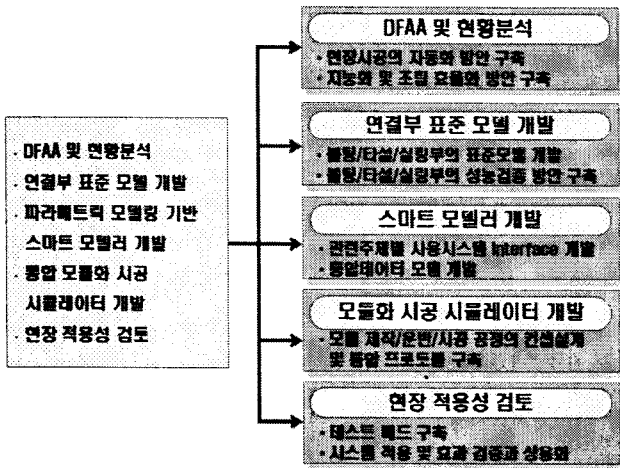 · DFAA 및 현황분석
· 연결부 표준 모델 개발
· 파라메트릭 모델링 기반
스마트 모델러 개발
· 통합 모듈화 시공
시뮬레이터 개발
· 현장 적용성 검토
DFAA 및 현황분석
· 현장시공의 자동화 방안 구축
· 지능화 및 조립 효율화 방안 구축
연결부 표준 모델 개발
· 볼팅/타설/실링부의 표준모델 개발
· 볼팅/타설/실링부의 성능검증 방안 구축
스마트 모델러 개발
· 관련주체별 사용시스템 Interface 개발
· 통합데이터 모델 개발
모듈화 시공 시뮬레이터 개발
· 모듈 제작/운반/시공 공정의 컨셉설계
및 통합 프로토콜 구축
현장 적용성 검토
· 테스트 베드 구축
· 시스템 적용 및 효과 검증과 상용화